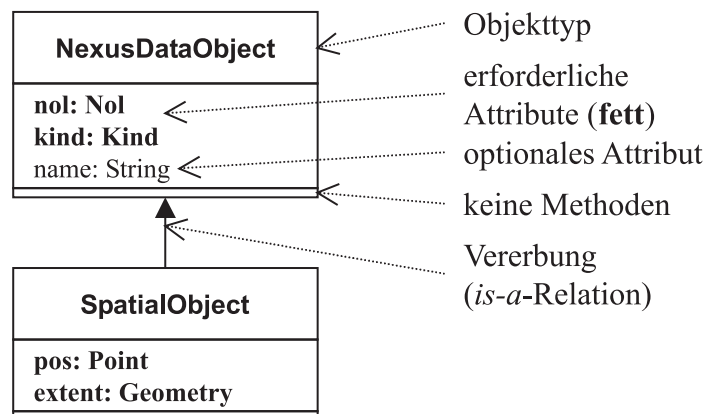 NexusDataObject
nol: Nol
kind: Kind
name: String
SpatialObject
pos: Point
extent: Geometry
Objekttyp
erforderliche
Attribute (fett)
optionales Attribut
keine Methoden
Vererbung
(is-a-Relation)